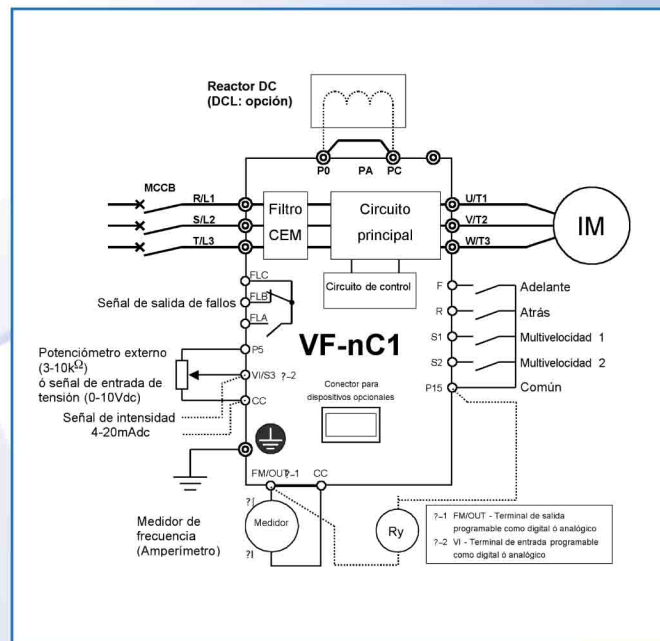 Reactor DC
(DCL: opción)
P0
PA
PC
MCCB
R/L1
S/L2
T/L3
Filtro
CEM
Circuito
principal
U/T1
V/T2
W/T3
IM
Circuito de control
FLC
FLB
FLA
Señal de salida de fallos
F
Adelante
R
Atrás
S1
Multivelocidad 1
S2
Multivelocidad 2
P15
Común
VF-nC1
P5
Potenciómetro externo
(3-10kΩ)
ó señal de entrada de
tensión (0-10Vdc)
VI/S3 ?-2
CC
Señal de intensidad
4-20mAdc
Conector para
dispositivos opcionales
FM/OUT ?-1
CC
Medidor de
frecuencia
(Amperímetro)
Medidor
Ry
?-1 FM/OUT - Terminal de salida
programable como digital ó analógico
?-2 VI - Terminal de entrada programable
como digital ó analógico